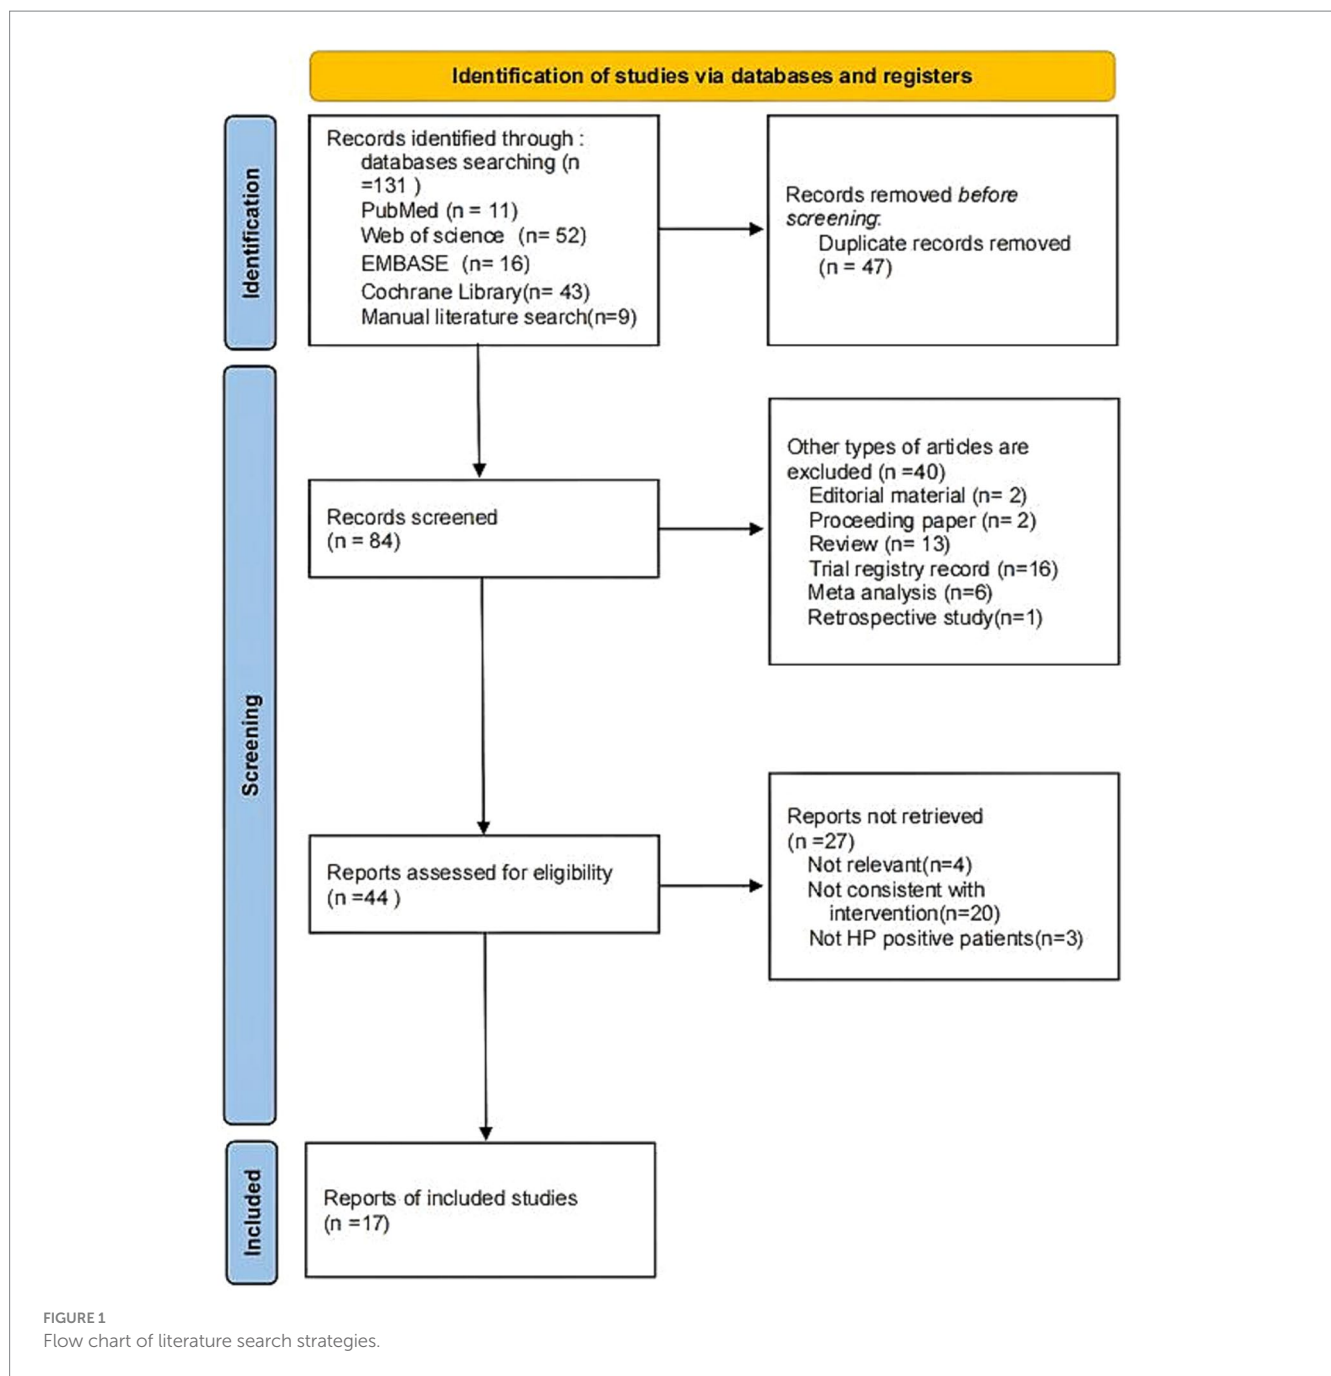 Identification of studies via databases and registers
Identification
Records identified through :
databases searching (n
=131 )
PubMed (n = 11)
Web of science (n= 52)
EMBASE (n= 16)
Cochrane Library(n= 43)
Manual literature search(n=9)
Records removed before
screening:
Duplicate records removed
(n = 47)
Screening
Records screened
(n = 84)
Other types of articles are
excluded (n =40)
Editorial material (n= 2)
Proceeding paper (n= 2)
Review (n= 13)
Trial registry record (n=16)
Meta analysis (n=6)
Retrospective study(n=1)
Reports assessed for eligibility
(n =44 )
Reports not retrieved
(n =27)
Not relevant(n=4)
Not consistent with
intervention(n=20)
Not HP positive patients(n=3)
Included
Reports of included studies
(n =17)
FIGURE 1
Flow chart of literature search strategies.